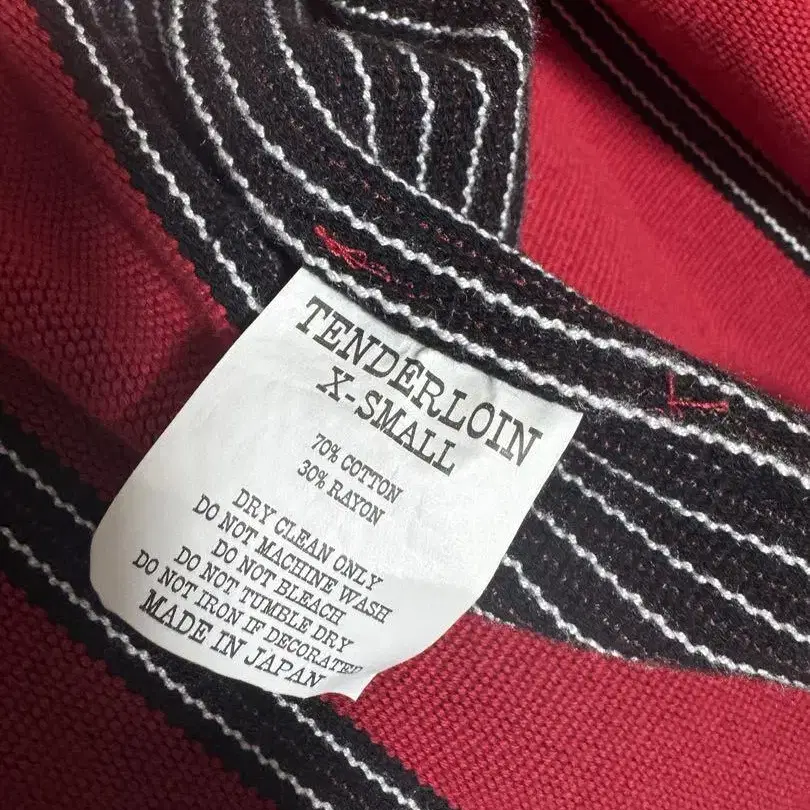 TENDERLOIN
X-SMALL
70% COTTON
30% RAYON
DRY CLEAN ONLY
DO NOT MACHINE WASH
DO NOT BLEACH
DO NOT TUMBLE DRY
DO NOT IRON IF DECORATED
MADE IN JAPAN